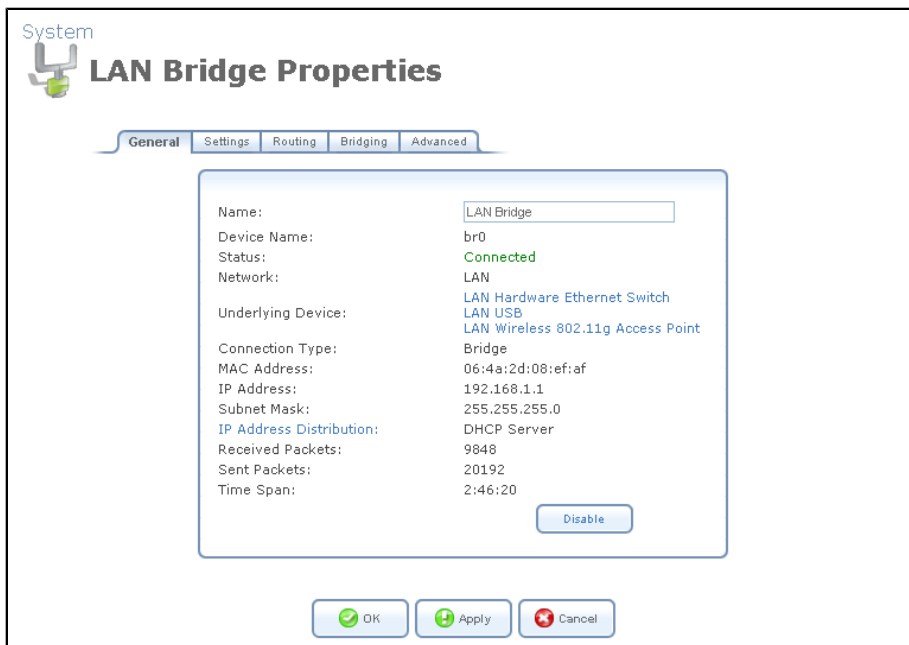 System
LAN Bridge Properties
General Settings Routing Bridging Advanced
Name: LAN Bridge
Device Name: br0
Status: Connected
Network: LAN
Underlying Device: LAN Hardware Ethernet Switch
LAN USB
LAN Wireless 802.11g Access Point
Connection Type: Bridge
MAC Address: 06:4a:2d:08:ef:af
IP Address: 192.168.1.1
Subnet Mask: 255.255.255.0
IP Address Distribution: DHCP Server
Received Packets: 9848
Sent Packets: 20192
Time Span: 2:46:20
Disable
OK Apply Cancel